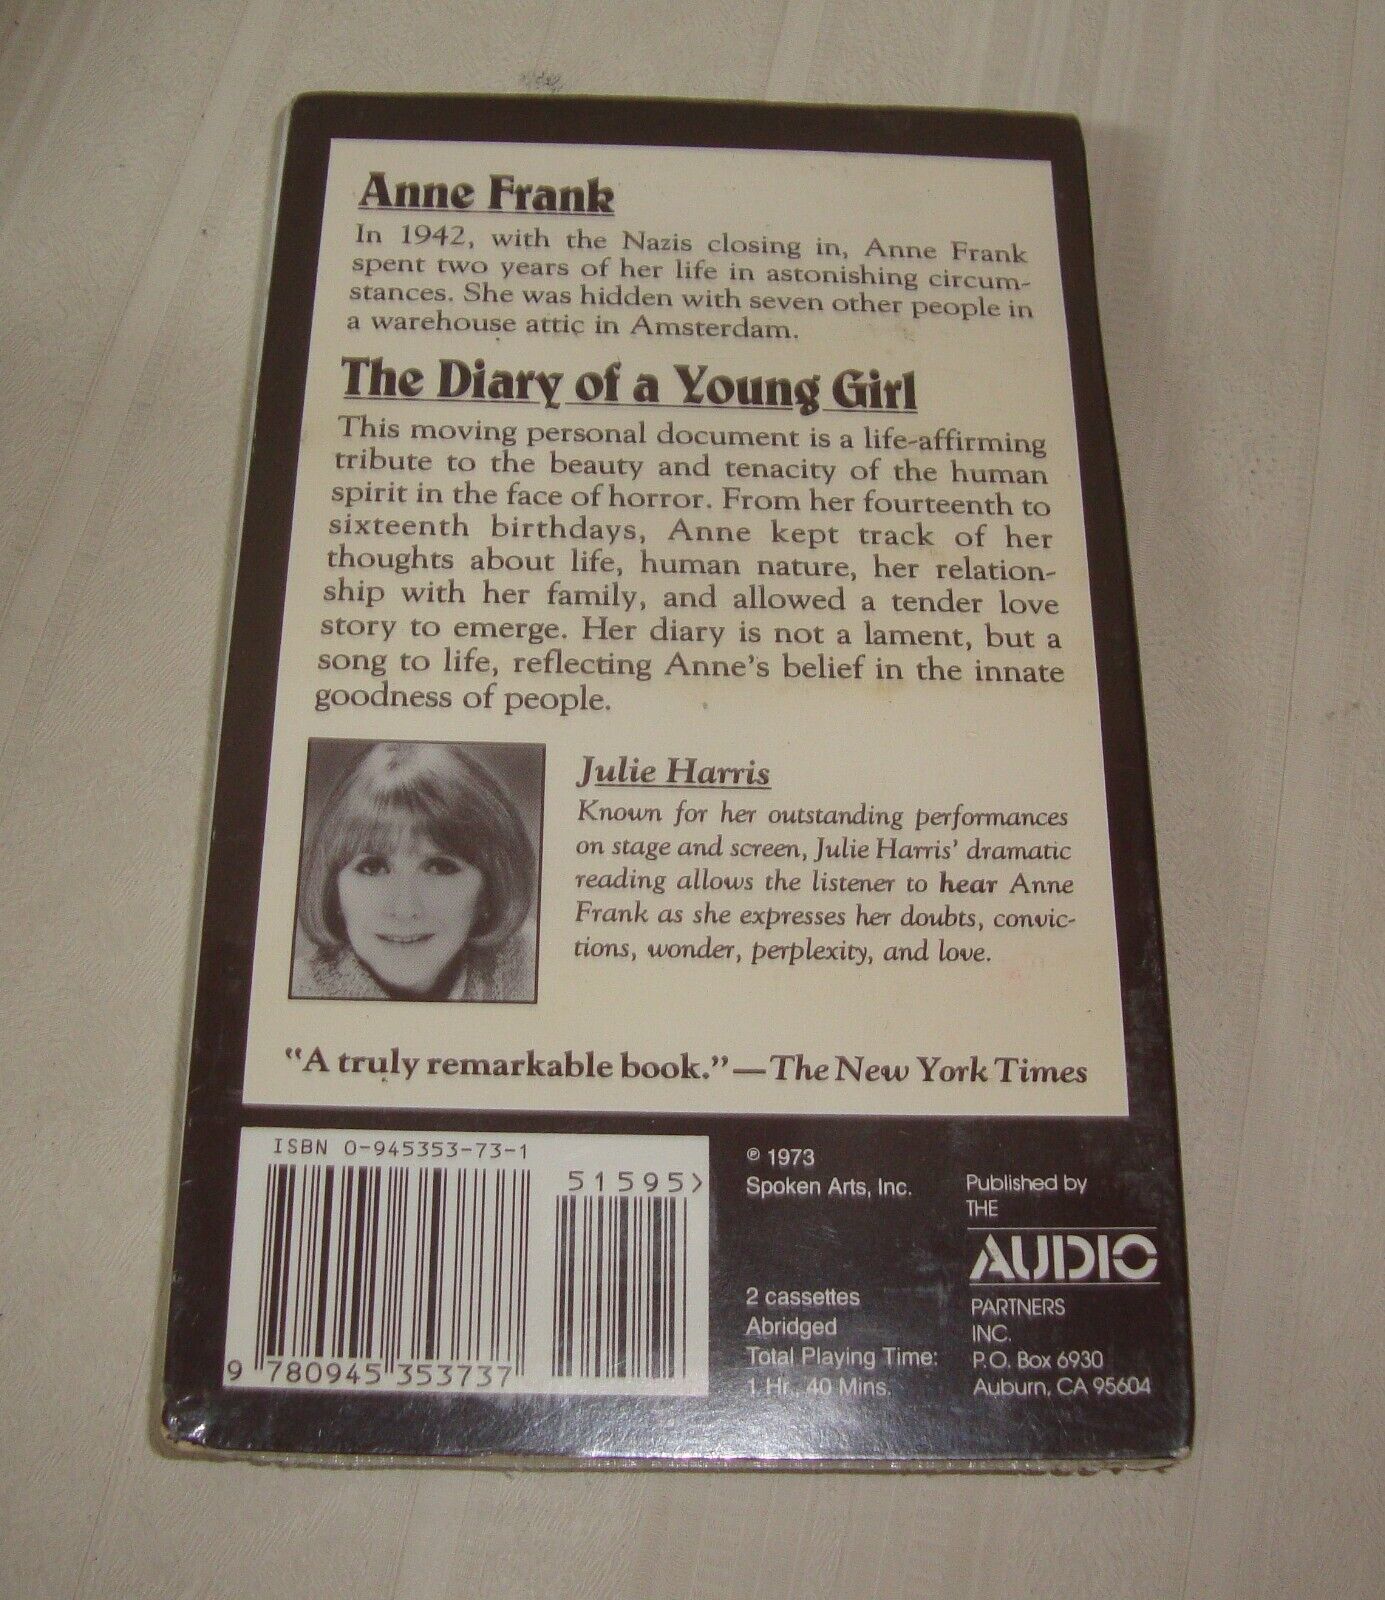 Anne Frank
In 1942, with the Nazis closing in, Anne Frank
spent two years of her life in astonishing circum-
stances. She was hidden with seven other people in
a warehouse attic in Amsterdam.
The Diary of a Young Girl
This moving personal document is a life-affirming
tribute to the beauty and tenacity of the human
spirit in the face of horror. From her fourteenth to
sixteenth birthdays, Anne kept track of her
thoughts about life, human nature, her relation-
ship with her family, and allowed a tender love
story to emerge. Her diary is not a lament, but a
song to life, reflecting Anne's belief in the innate
goodness of people.
Julie Harris
Known for her outstanding performances
on stage and screen, Julie Harris' dramatic
reading allows the listener to hear Anne
Frank as she expresses her doubts, convic-
tions, wonder, perplexity, and love.
"A truly remarkable book."—The New York Times
ISBN 0-945353-73-1
51595>
9 780945 353737
℗ 1973
Spoken Arts, Inc.
2 cassettes
Abridged
Total Playing Time:
1 Hr., 40 Mins.
Published by
THE
AUDIO
PARTNERS
INC.
P.O. Box 6930
Auburn, CA 95604